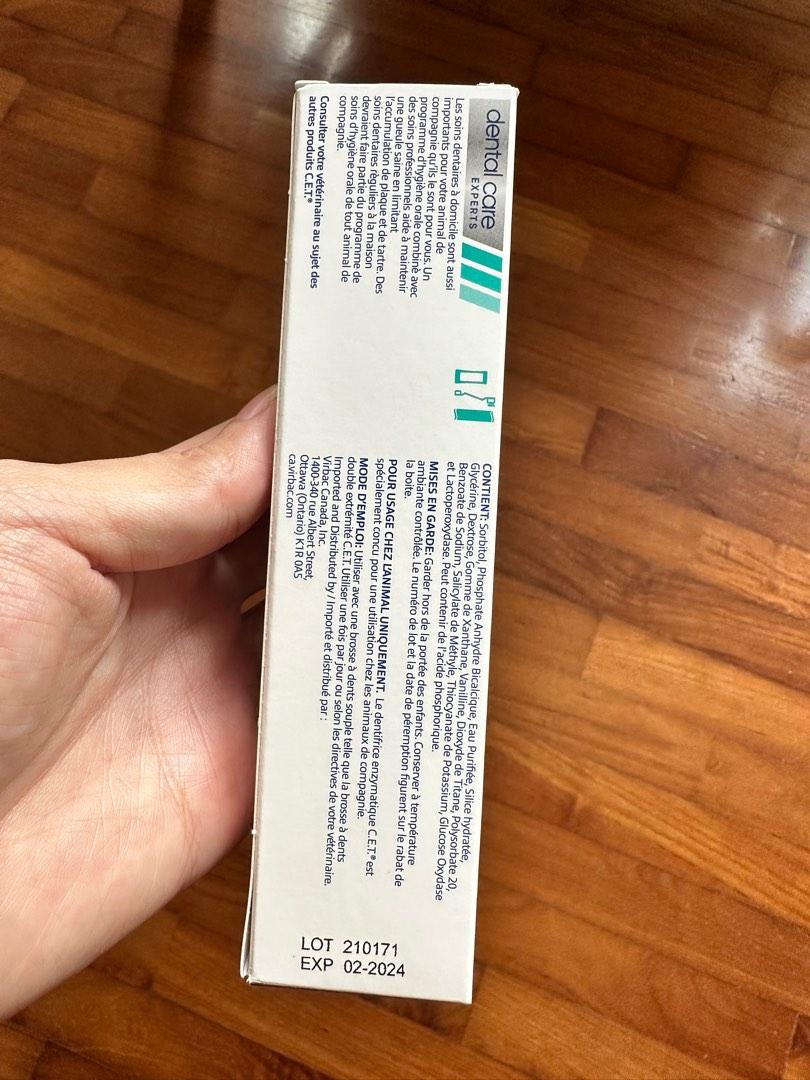 dental care
EXPERTS
Les soins dentaires à domicile sont aussi
importants pour votre animal de
compagnie qu'ils le sont pour vous. Un
programme d'hygiène orale combiné avec
des soins professionnels aide à maintenir
une gueule saine en limitant
l'accumulation de plaque et de tartre. Des
soins dentaires réguliers à la maison
devraient faire partie du programme de
soins d'hygiène orale de tout animal de
compagnie.
Consulter votre vétérinaire au sujet des
autres produits C.E.T.®
CONTIENT: Sorbitol, Phosphate Anhydre Bicalcique, Eau Purifiée, Silice hydratée,
Glycérine, Dextrose, Gomme de Xanthane, Vanilline, Dioxyde de Titane, Polysorbate 20,
Benzoate de Sodium, Salicylate de Méthyle, Thiocyanate de Potassium, Glucose Oxydase
et Lactoperoxydase. Peut contenir de l'acide phosphorique.
MISES EN GARDE: Garder hors de la portée des enfants. Conserver à température
ambiante contrôlée. Le numéro de lot et la date de péremption figurent sur le rabat de
la boite.
POUR USAGE CHEZ L'ANIMAL UNIQUEMENT. Le dentifrice enzymatique C.E.T.® est
spécialement concu pour une utilisation chez les animaux de compagnie.
MODE D'EMPLOI: Utiliser avec une brosse à dents souple telle que la brosse à dents
double extrémité C.E.T. Utiliser une fois par jour ou selon les directives de votre vétérinaire.
Imported and Distributed by / Importé et distribué par :
Virbac Canada, Inc.
1400-340 rue Albert Street,
Ottawa (Ontario) K1R 0A5
ca.virbac.com
LOT 210171
EXP 02-2024